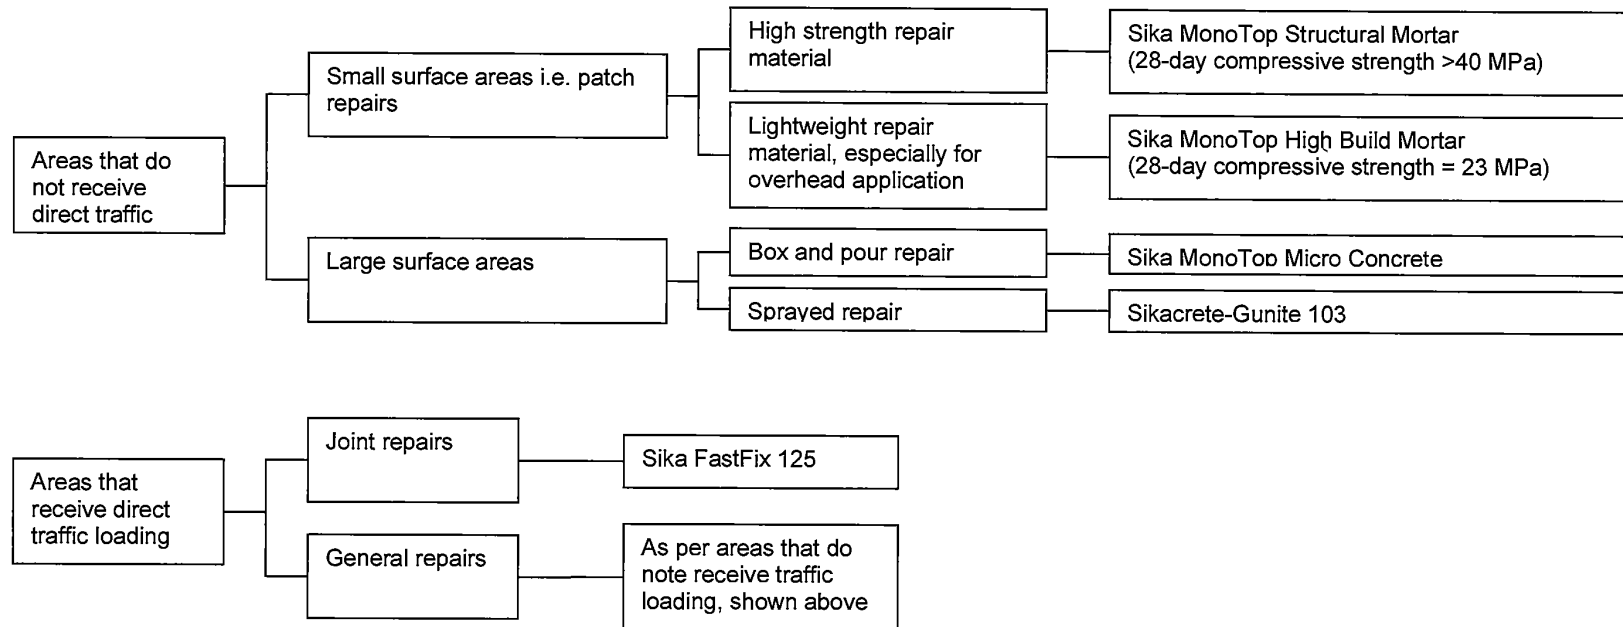 Areas that do
not receive
direct traffic
Small surface areas i.e. patch
repairs
High strength repair
material
Sika MonoTop Structural Mortar
(28-day compressive strength >40 MPa)
Lightweight repair
material, especially for
overhead application
Sika MonoTop High Build Mortar
(28-day compressive strength = 23 MPa)
Large surface areas
Box and pour repair
Sika MonoTop Micro Concrete
Sprayed repair
Sikacrete-Gunite 103
Areas that
receive direct
traffic loading
Joint repairs
Sika FastFix 125
General repairs
As per areas that do
note receive traffic
loading, shown above